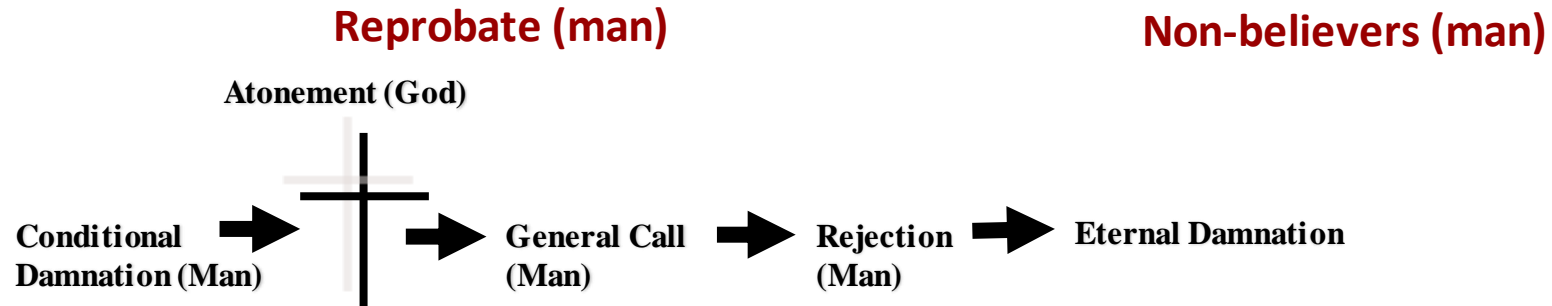 Reprobate (man)
Non-believers (man)
Atonement (God)
Conditional
Damnation (Man)
General Call
(Man)
Rejection
(Man)
Eternal Damnation